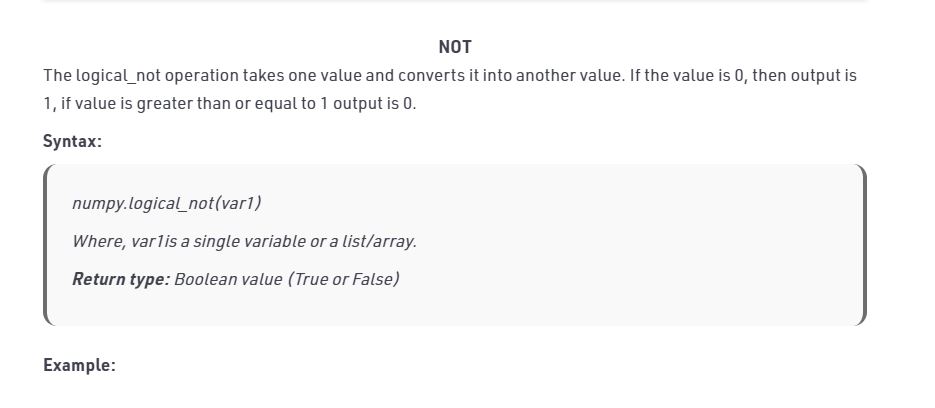 NOT
The logical_not operation takes one value and converts it into another value. If the value is 0, then output is
1, if value is greater than or equal to 1 output is 0.
Syntax:
numpy.logical_not(var1)
Where, var1is a single variable or a list/array.
Return type: Boolean value (True or False)
Example: